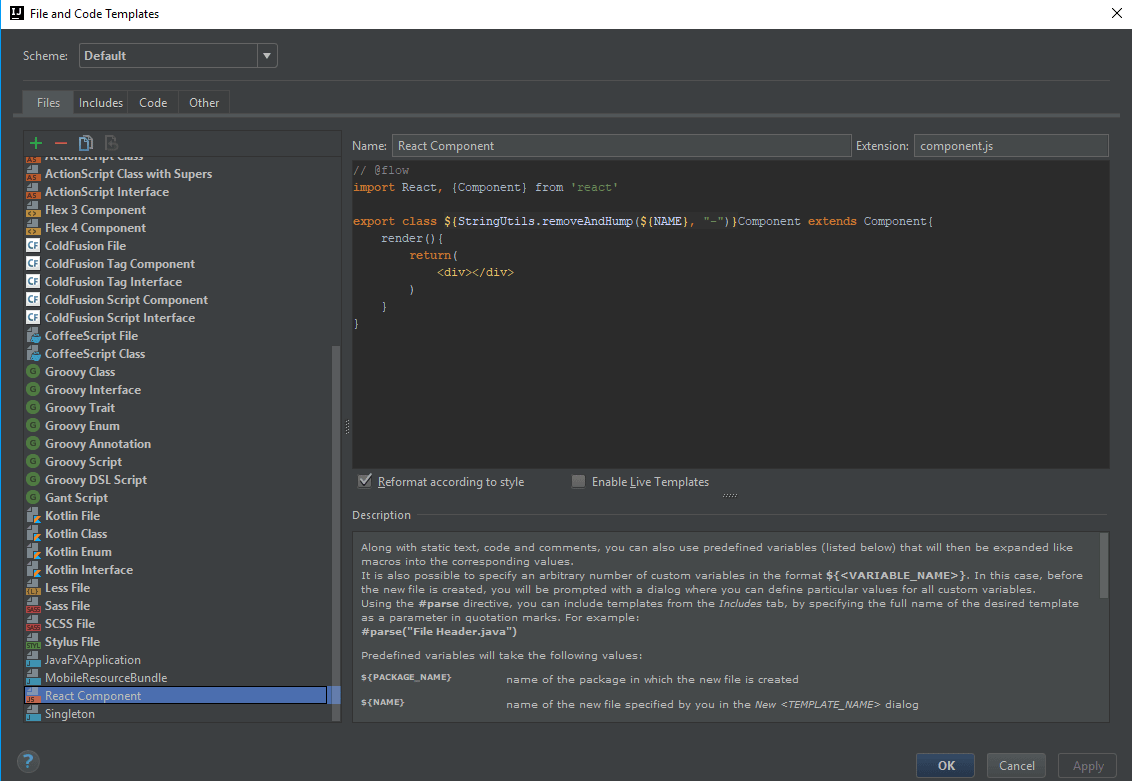 File and Code Templates
Scheme: Default
Files Includes Code Other
ActionScript Class
ActionScript Class with Supers
ActionScript Interface
Flex 3 Component
Flex 4 Component
ColdFusion File
ColdFusion Tag Component
ColdFusion Tag Interface
ColdFusion Script Component
ColdFusion Script Interface
CoffeeScript File
CoffeeScript Class
Groovy Class
Groovy Interface
Groovy Trait
Groovy Enum
Groovy Annotation
Groovy Script
Groovy DSL Script
Gant Script
Kotlin File
Kotlin Class
Kotlin Enum
Kotlin Interface
Less File
Sass File
SCSS File
Stylus File
JavaFXApplication
MobileResourceBundle
React Component
Singleton
Name: React Component Extension: component.js
// @flow
import React, {Component} from 'react'
export class ${StringUtils.removeAndHump(${NAME}, "-")}Component extends Component{
render(){
return(
<div></div>
)
}
}
Reformat according to style Enable Live Templates
Description
Along with static text, code and comments, you can also use predefined variables (listed below) that will then be expanded like
macros into the corresponding values.
It is also possible to specify an arbitrary number of custom variables in the format ${<VARIABLE_NAME>}. In this case, before
the new file is created, you will be prompted with a dialog where you can define particular values for all custom variables.
Using the #parse directive, you can include templates from the Includes tab, by specifying the full name of the desired template
as a parameter in quotation marks. For example:
#parse("File Header.java")
Predefined variables will take the following values:
${PACKAGE_NAME} name of the package in which the new file is created
${NAME} name of the new file specified by you in the New <TEMPLATE_NAME> dialog
? OK Cancel Apply